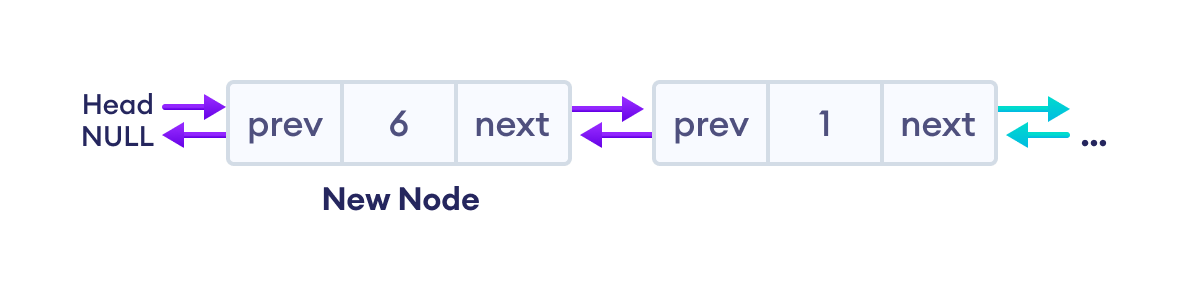 Head
NULL
prev 6 next
prev 1 next
...
New Node